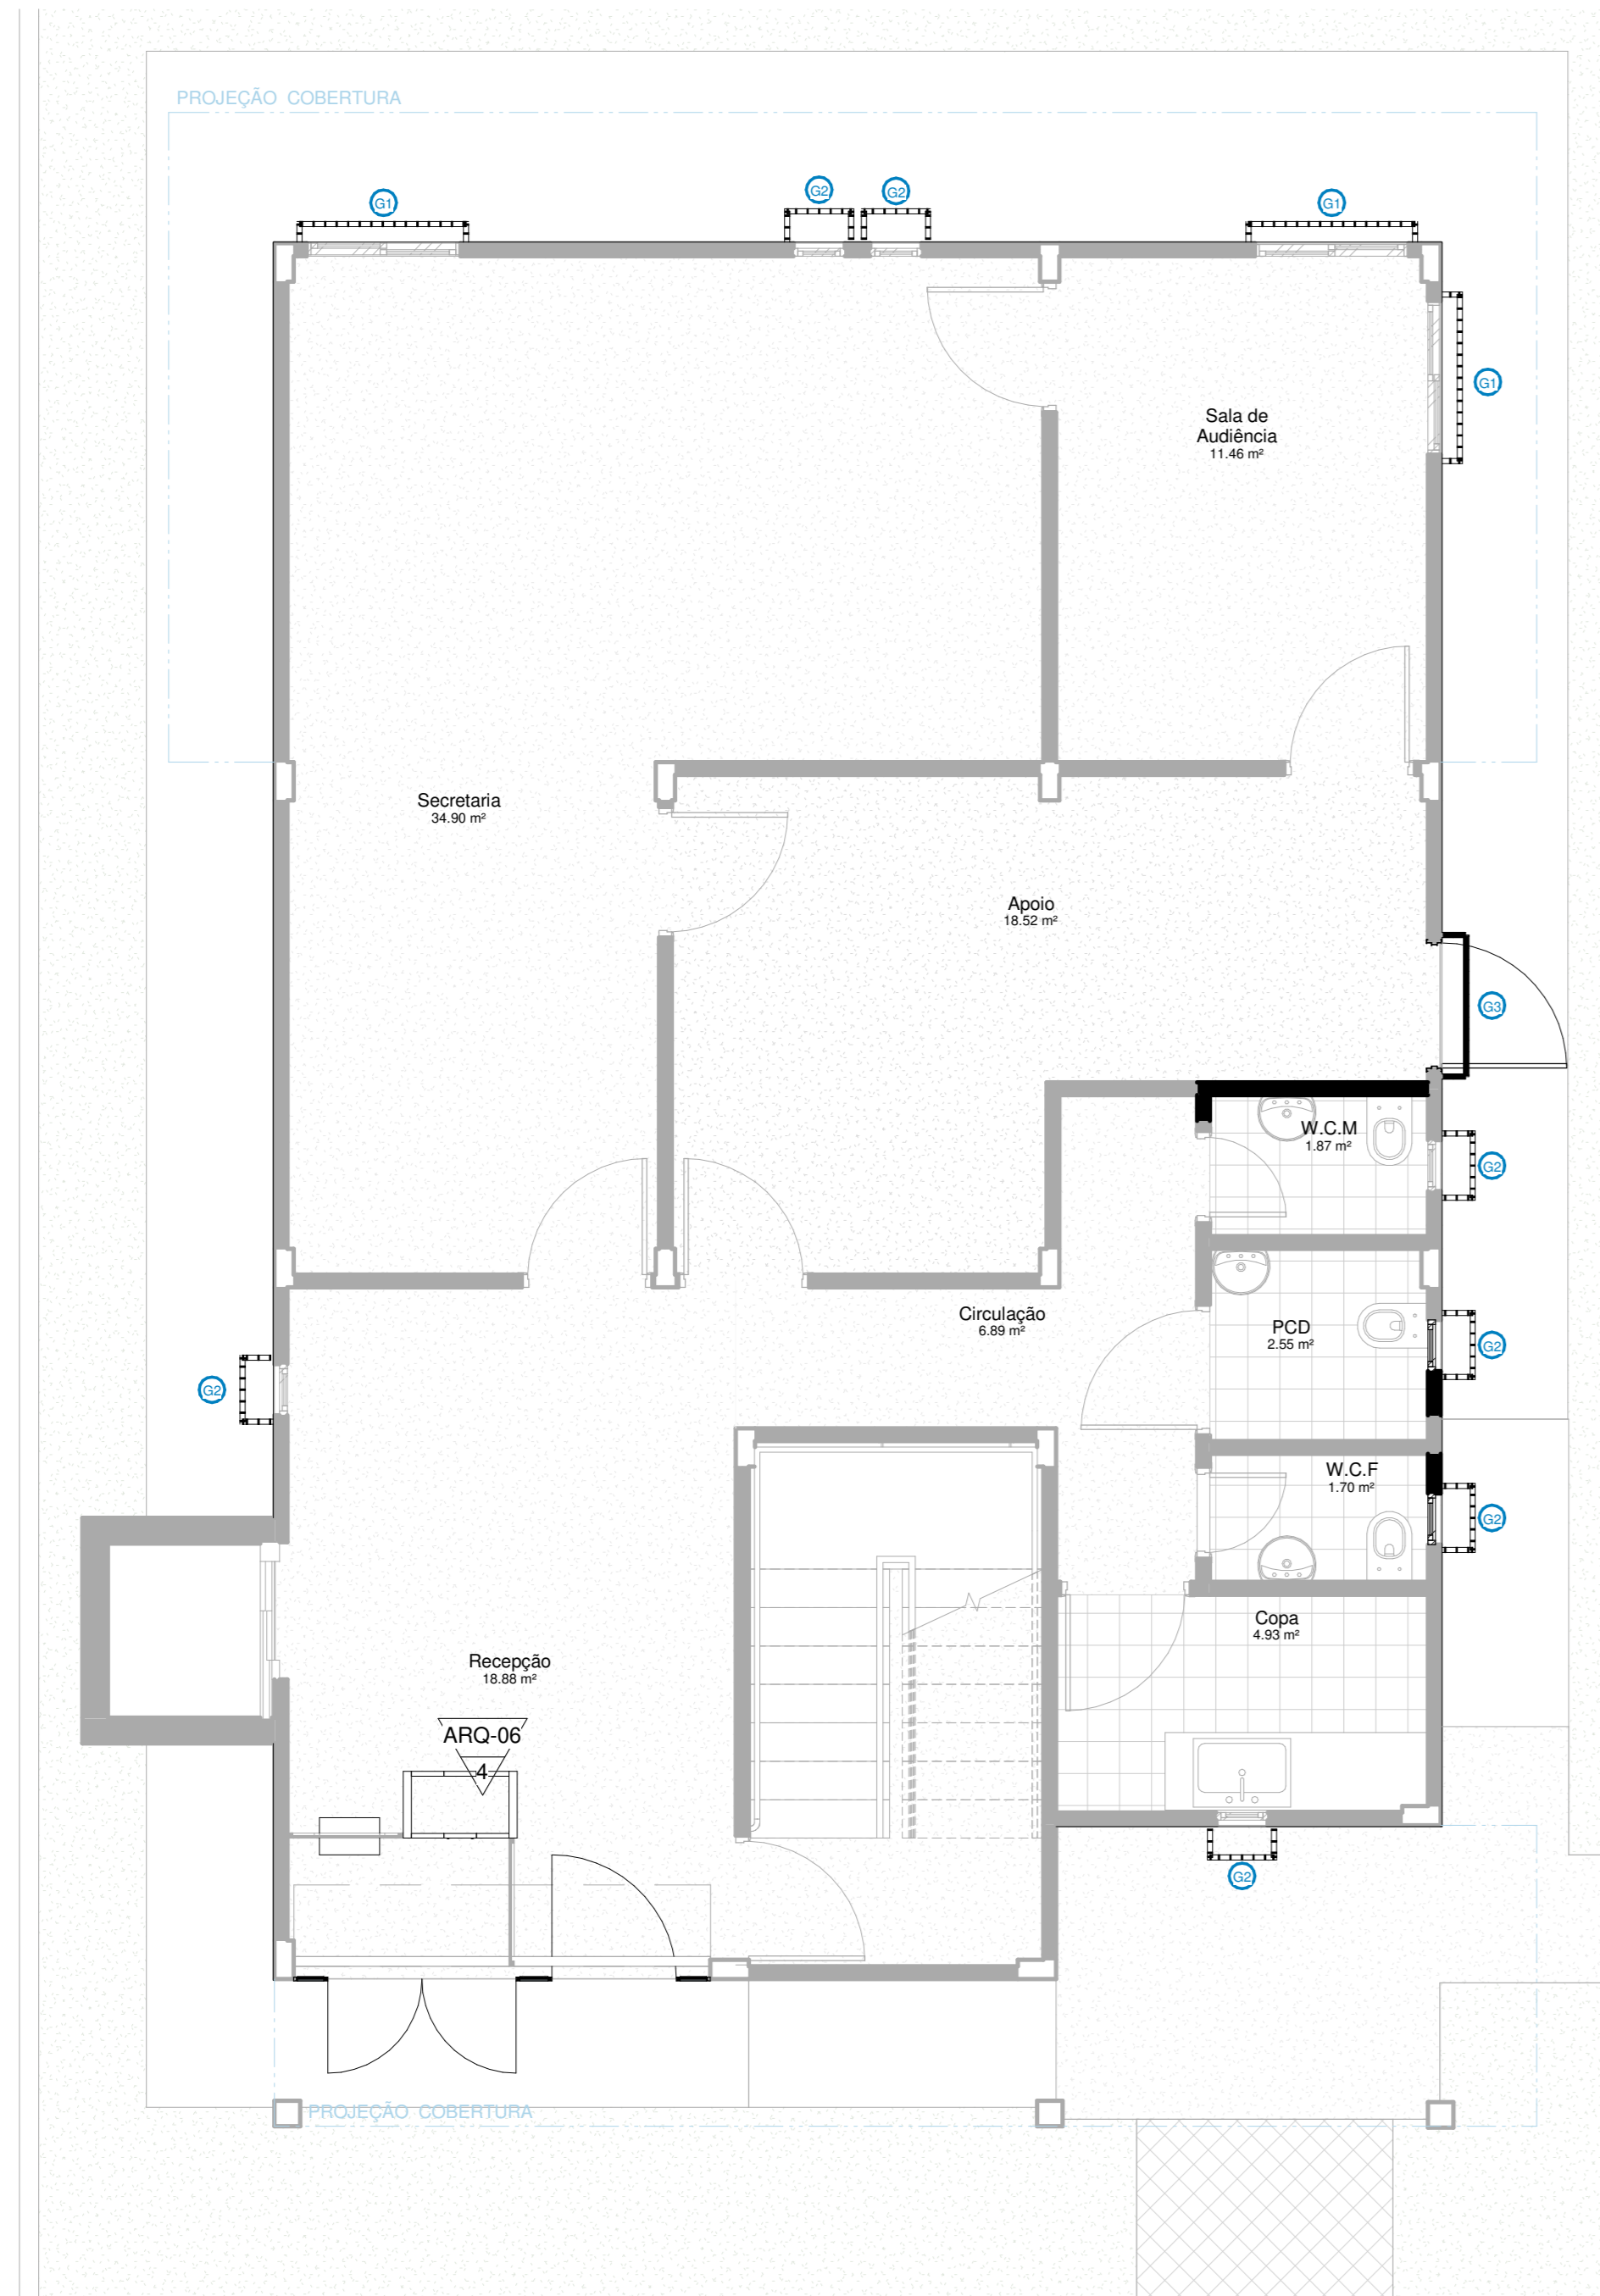 PROJEÇÃO COBERTURA
G1
G2
G2
G1
G1
Sala de
Audiência
11.46 m²
Secretaria
34.90 m²
Apoio
18.52 m²
G3
W.C.M
1.87 m²
G2
Circulação
6.89 m²
PCD
2.55 m²
G2
G2
W.C.F
1.70 m²
G2
Copa
4.93 m²
Recepção
18.88 m²
ARQ-06
4
G2
PROJEÇÃO COBERTURA